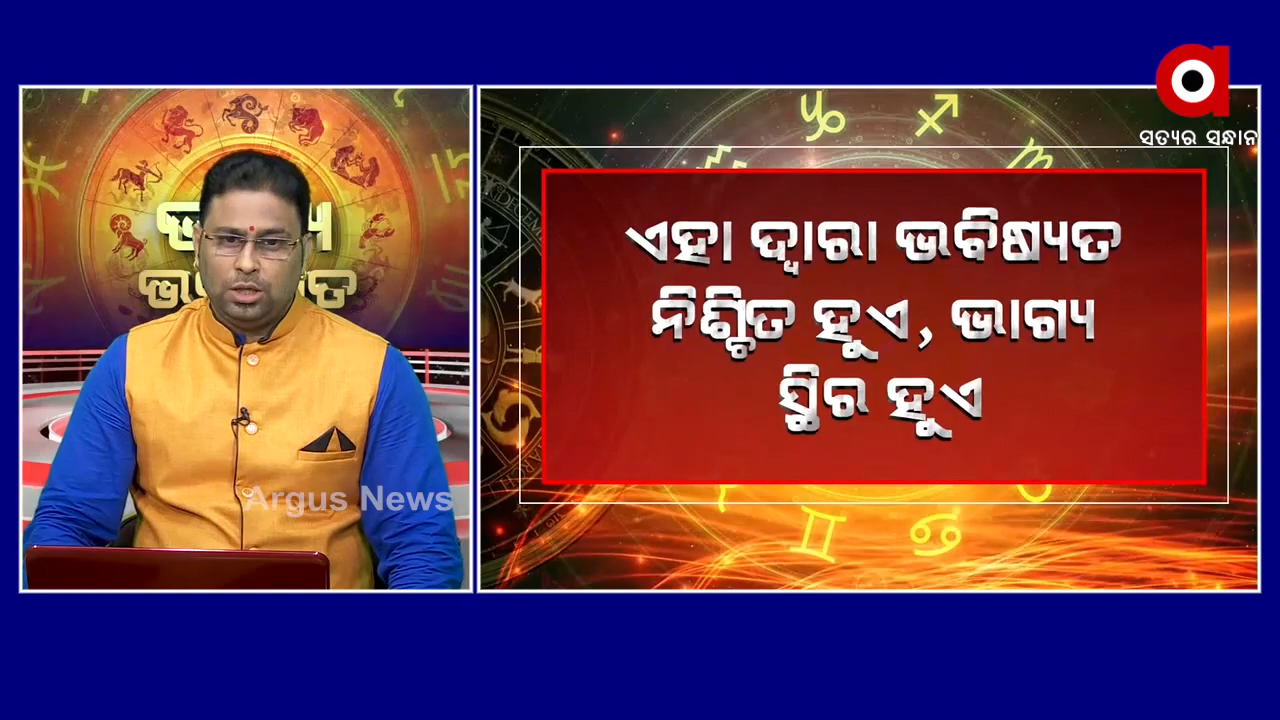 ସତ୍ୟର ସନ୍ଧାନ
ଏହା ଦ୍ୱାରା ଭବିଷ୍ୟତ
ନିଶ୍ଚିତ ହୁଏ, ଭାଗ୍ୟ
ସ୍ଥିର ହୁଏ
Argus News